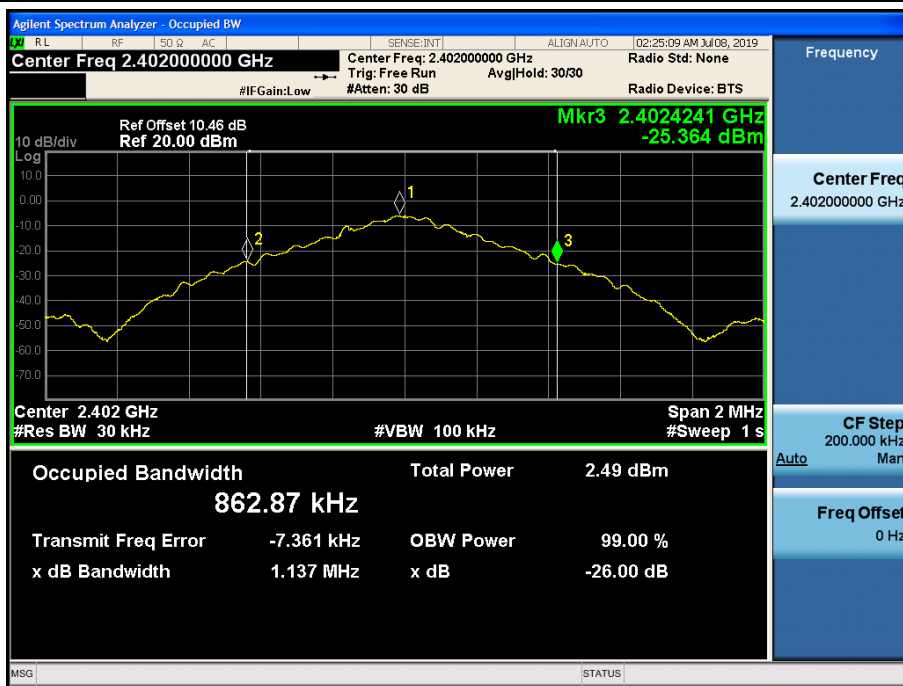 Agilent Spectrum Analyzer - Occupied BW
LXI RL RF 50 Ω AC SENSE:INT ALIGN AUTO 02:25:09 AM Jul 08, 2019
Center Freq 2.402000000 GHz
Center Freq: 2.402000000 GHz Radio Std: None
Trig: Free Run Avg|Hold: 30/30
#IFGain:Low #Atten: 30 dB Radio Device: BTS
Frequency
Mkr3 2.4024241 GHz
-25.364 dBm
Ref Offset 10.46 dB
10 dB/div Ref 20.00 dBm
Log
10.0
0.00
-10.0
-20.0
-30.0
-40.0
-50.0
-60.0
-70.0
1
2
3
Center 2.402 GHz Span 2 MHz
#Res BW 30 kHz #VBW 100 kHz #Sweep 1 s
Center Freq
2.402000000 GHz
CF Step
200.000 kHz
Auto Man
Freq Offset
0 Hz
Occupied Bandwidth Total Power 2.49 dBm
862.87 kHz
Transmit Freq Error -7.361 kHz OBW Power 99.00 %
x dB Bandwidth 1.137 MHz x dB -26.00 dB
MSG STATUS